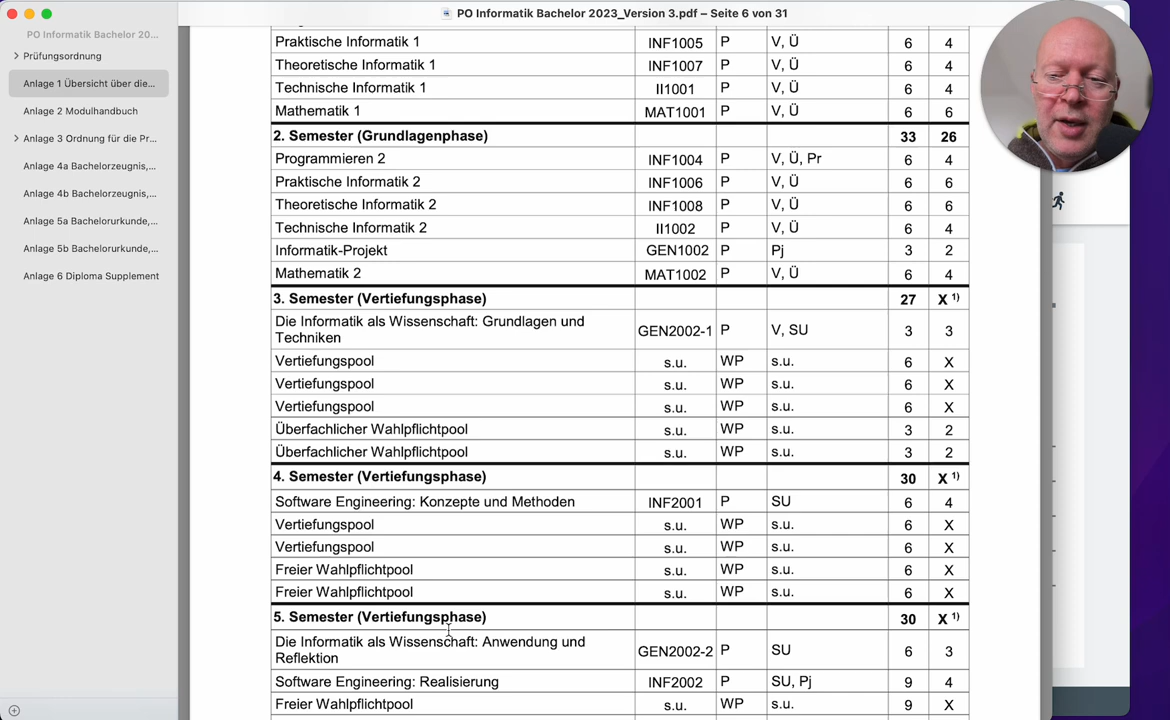 PO Informatik Bachelor 2023_Version 3.pdf – Seite 6 von 31
PO Informatik Bachelor 20...
Prüfungsordnung
Anlage 1 Übersicht über die...
Anlage 2 Modulhandbuch
Anlage 3 Ordnung für die Pr...
Anlage 4a Bachelorzeugnis,...
Anlage 4b Bachelorzeugnis,...
Anlage 5a Bachelorurkunde,...
Anlage 5b Bachelorurkunde,...
Anlage 6 Diploma Supplement
Praktische Informatik 1 INF1005 P V, Ü 6 4
Theoretische Informatik 1 INF1007 P V, Ü 6 4
Technische Informatik 1 II1001 P V, Ü 6 4
Mathematik 1 MAT1001 P V, Ü 6 6
2. Semester (Grundlagenphase) 33 26
Programmieren 2 INF1004 P V, Ü, Pr 6 4
Praktische Informatik 2 INF1006 P V, Ü 6 6
Theoretische Informatik 2 INF1008 P V, Ü 6 6
Technische Informatik 2 II1002 P V, Ü 6 4
Informatik-Projekt GEN1002 P Pj 3 2
Mathematik 2 MAT1002 P V, Ü 6 4
3. Semester (Vertiefungsphase) 27 X 1)
Die Informatik als Wissenschaft: Grundlagen und
Techniken GEN2002-1 P V, SU 3 3
Vertiefungspool s.u. WP s.u. 6 X
Vertiefungspool s.u. WP s.u. 6 X
Vertiefungspool s.u. WP s.u. 6 X
Überfachlicher Wahlpflichtpool s.u. WP s.u. 3 2
Überfachlicher Wahlpflichtpool s.u. WP s.u. 3 2
4. Semester (Vertiefungsphase) 30 X 1)
Software Engineering: Konzepte und Methoden INF2001 P SU 6 4
Vertiefungspool s.u. WP s.u. 6 X
Vertiefungspool s.u. WP s.u. 6 X
Freier Wahlpflichtpool s.u. WP s.u. 6 X
Freier Wahlpflichtpool s.u. WP s.u. 6 X
5. Semester (Vertiefungsphase) 30 X 1)
Die Informatik als Wissenschaft: Anwendung und
Reflektion GEN2002-2 P SU 6 3
Software Engineering: Realisierung INF2002 P SU, Pj 9 4
Freier Wahlpflichtpool s.u. WP s.u. 9 X